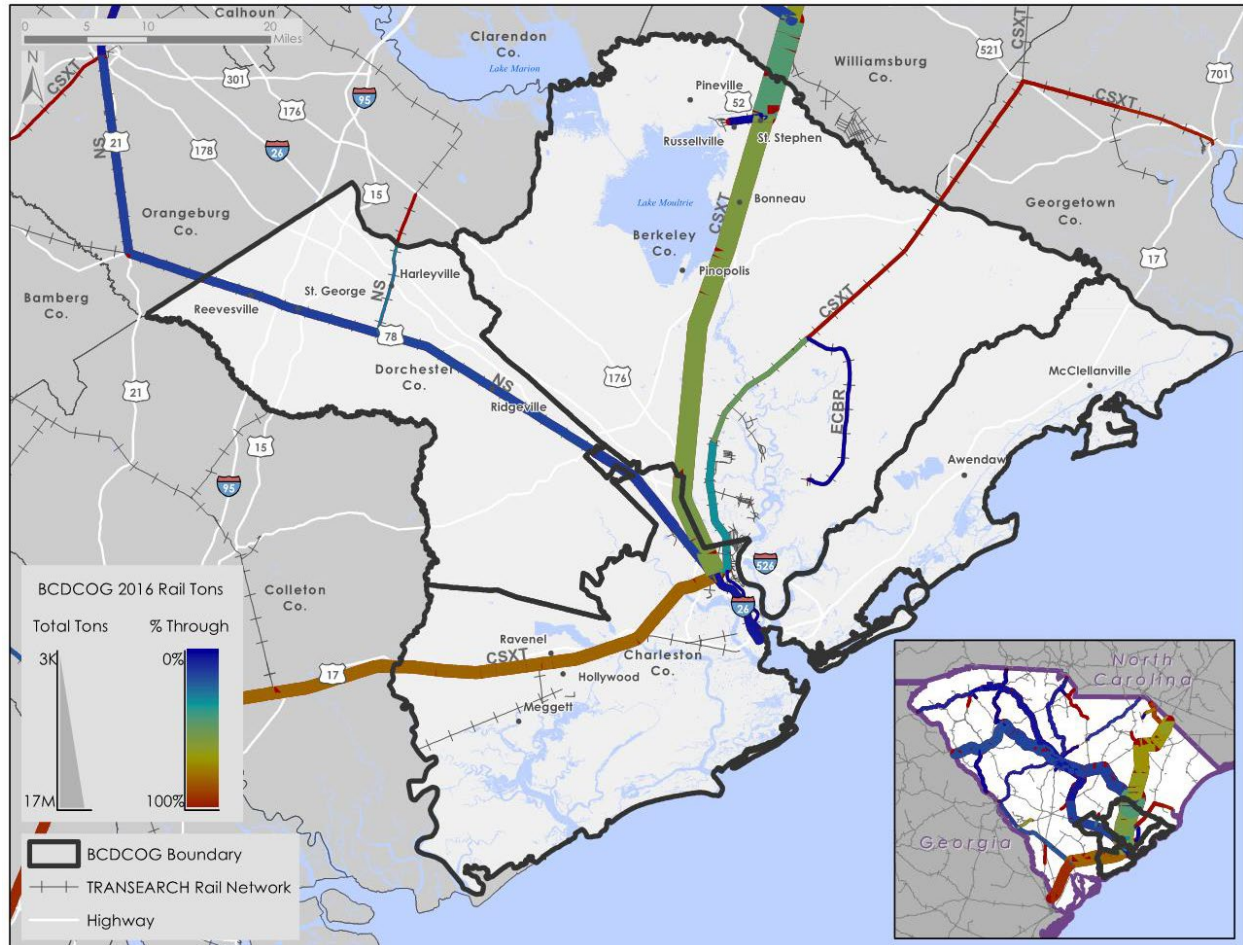 Calhoun
Co.
0 5 10 20
Miles
N
CSXT
301
176
95
21
NS
178
26
15
Orangeburg
Co.
Bamberg
Co.
Clarendon
Co.
Lake Marion
Pineville
52
Russellville
St. Stephen
Williamsburg
Co.
521
CSXT
701
CSXT
Georgetown
Co.
17
Lake Moultrie
CSXT
Bonneau
Berkeley
Co.
Pinopolis
CSXT
Harleyville
St. George
NS
Reevesville
78
Dorchester
Co.
NS
Ridgeville
176
21
15
95
ECBR
McClellanville
Awendaw
526
26
Colleton
Co.
17
Ravenel
CSXT
Charleston
Co.
Hollywood
Meggett
BCDCOG 2016 Rail Tons
Total Tons % Through
3K 0%
17M 100%
BCDCOG Boundary
TRANSEARCH Rail Network
Highway
North
Carolina
Georgia